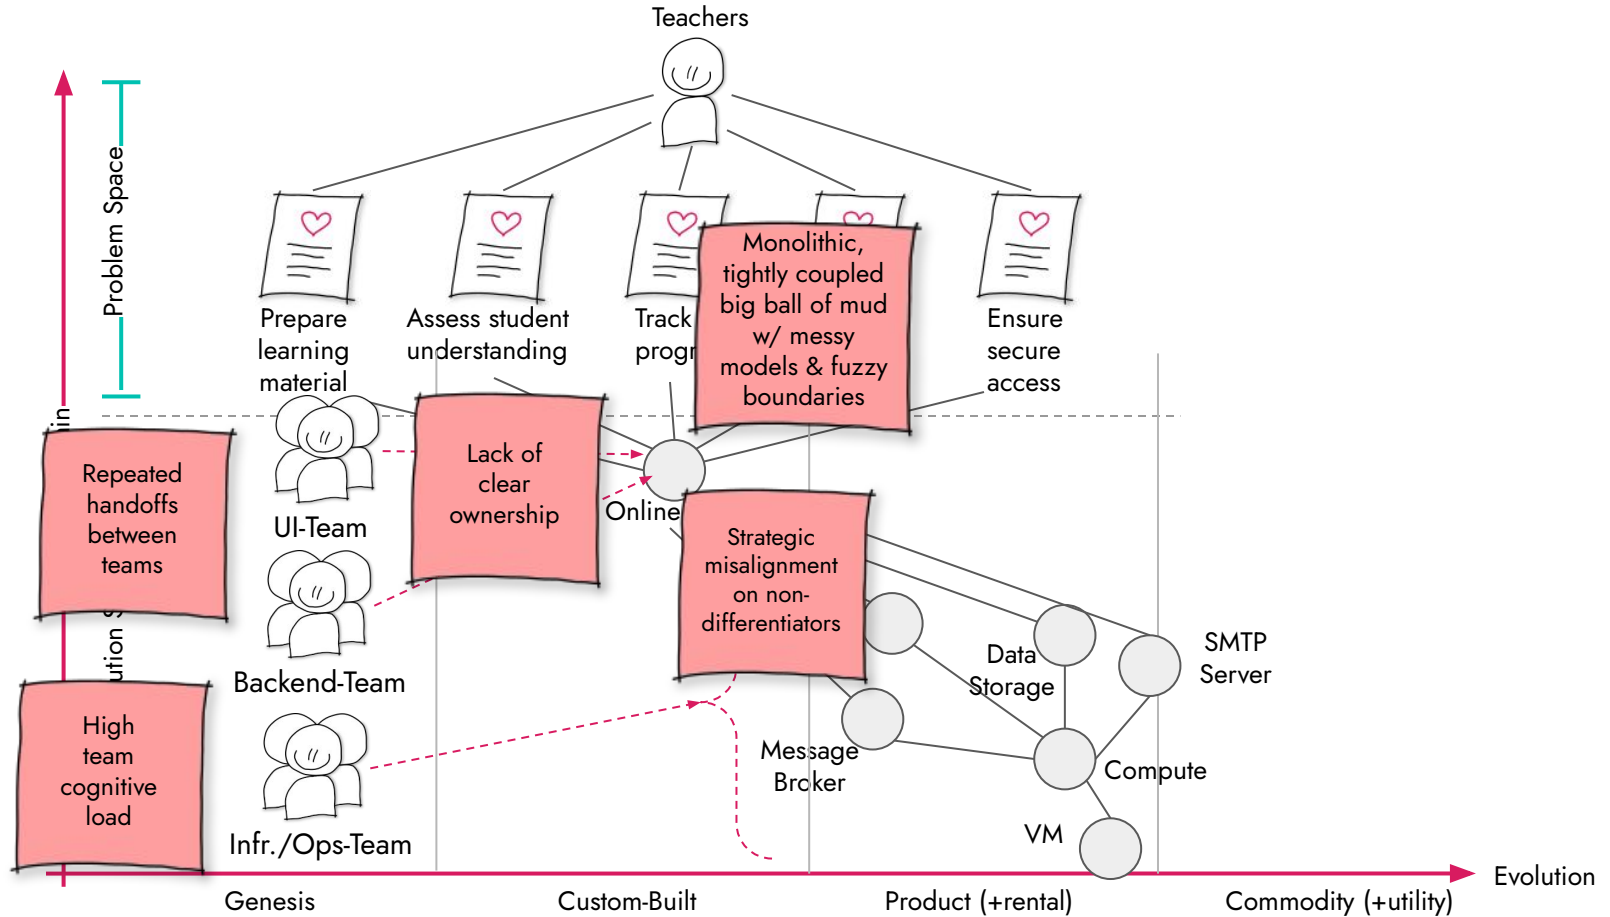 Teachers
Problem Space
Prepare
learning
material
Assess student
understanding
Track
progr
Monolithic,
tightly coupled
big ball of mud
w/ messy
models & fuzzy
boundaries
Ensure
secure
access
in
Repeated
handoffs
between
teams
UI-Team
Lack of
clear
ownership
Online
Strategic
misalignment
on non-
differentiators
ution S
Backend-Team
Data
Storage
SMTP
Server
High
team
cognitive
load
Message
Broker
Compute
VM
Infr./Ops-Team
Evolution
Genesis
Custom-Built
Product (+rental)
Commodity (+utility)